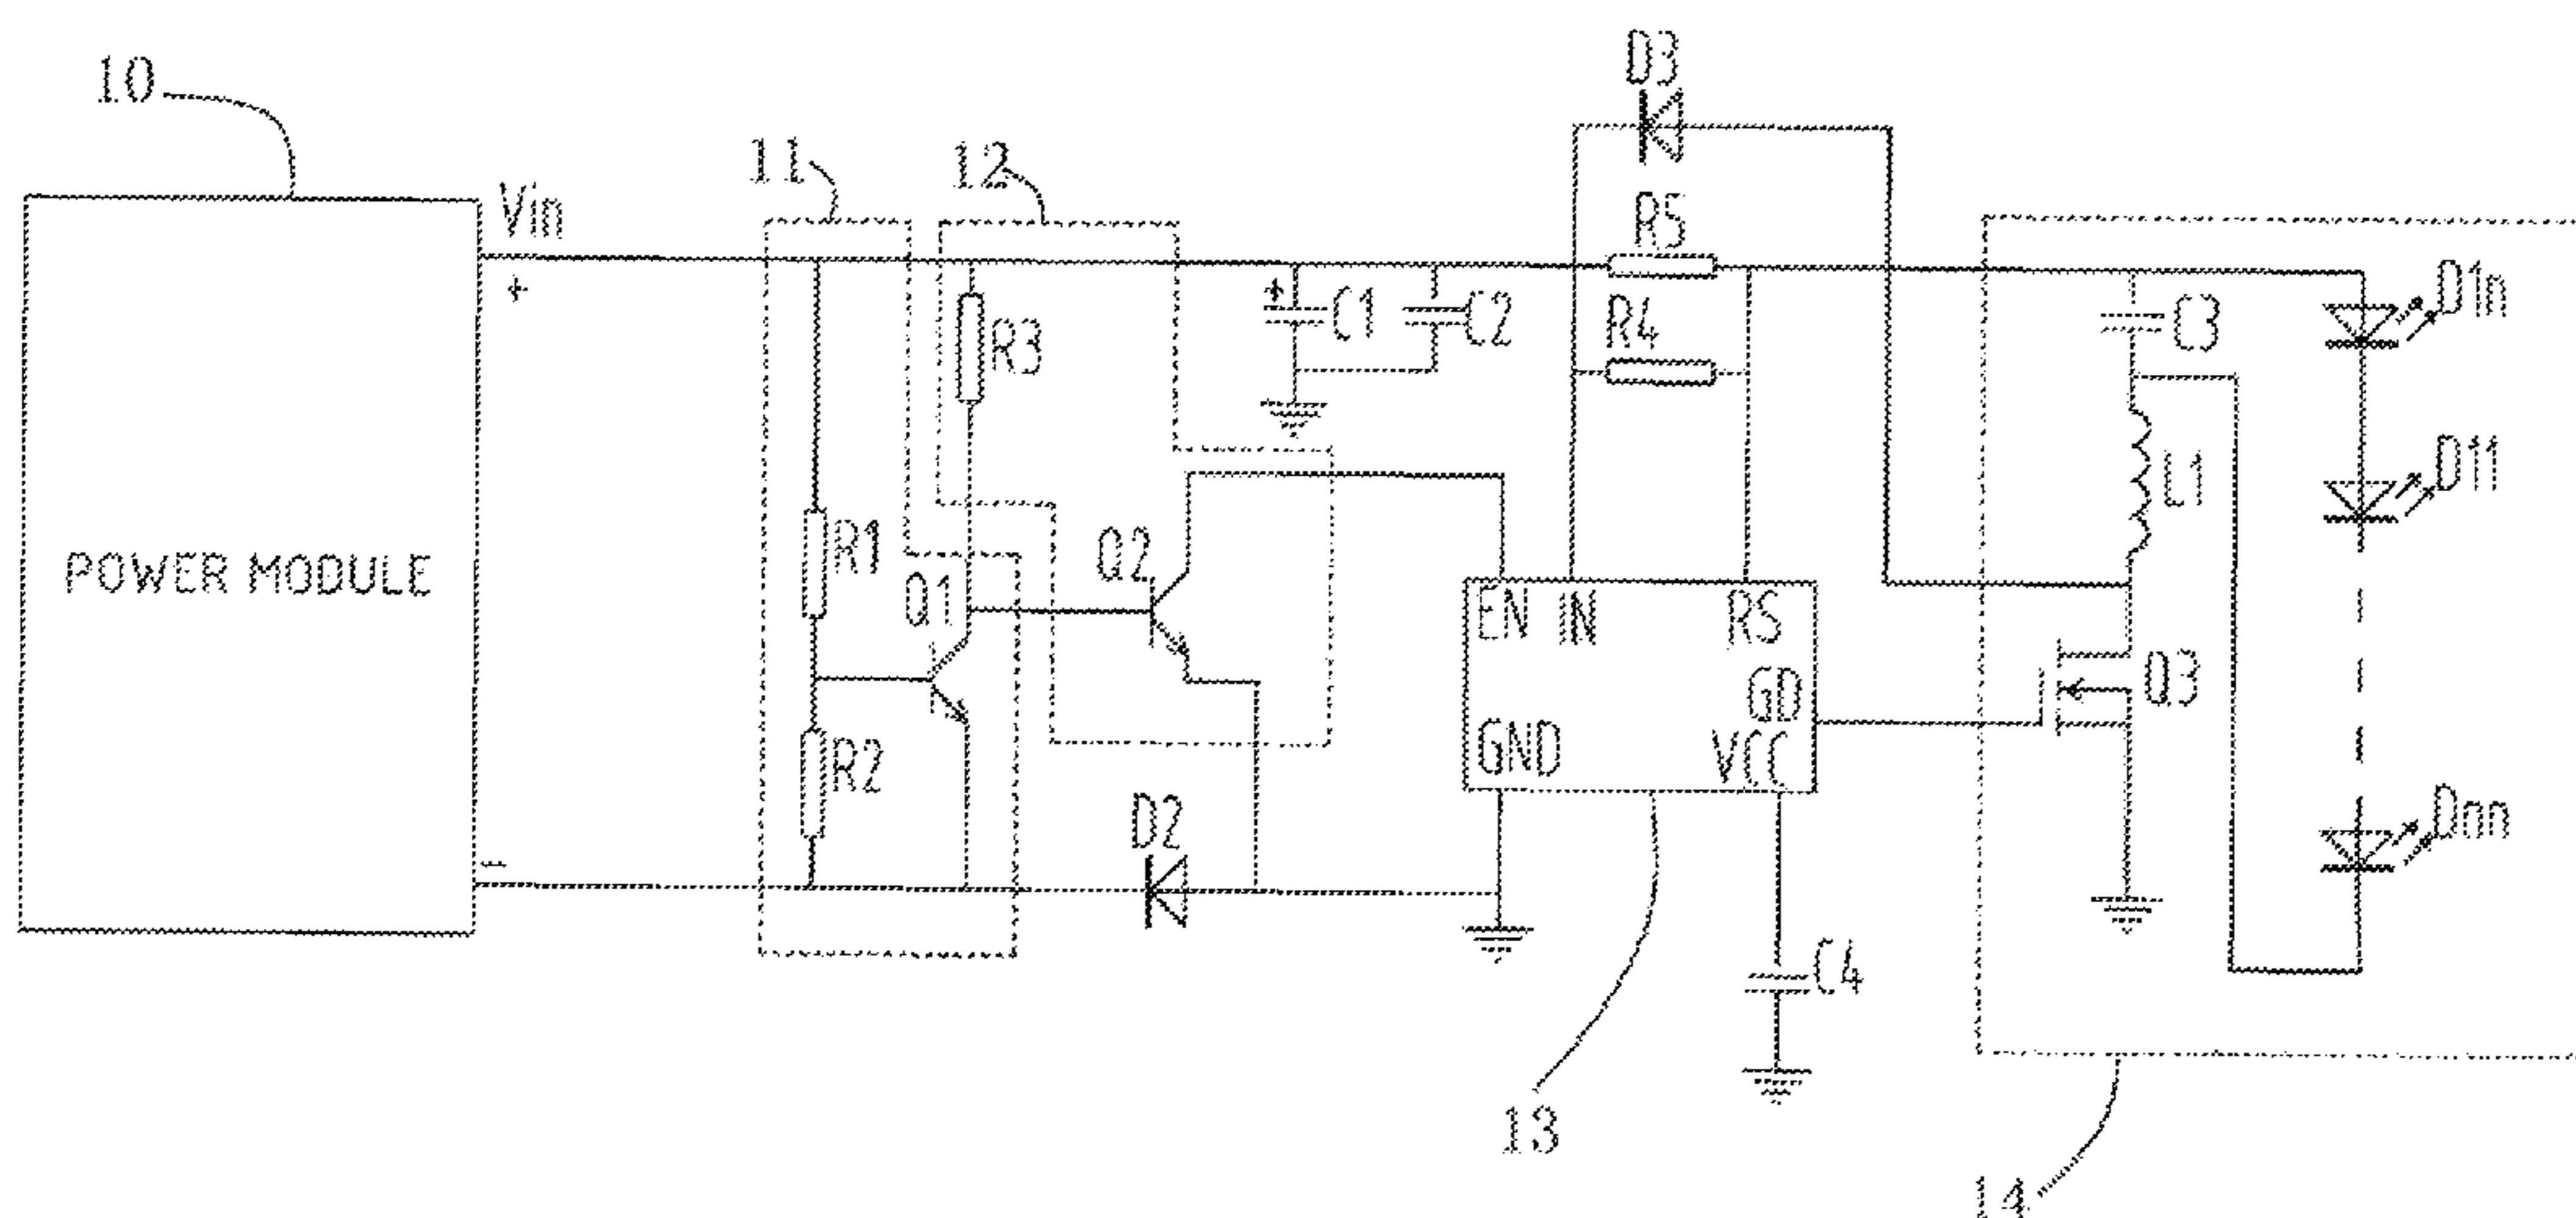 10
D3
11
12
Vin
R5
+
+
C1
C2
R4
R3
C3
D1n
D11
L1
POWER MODULE
R1
Q1
Q2
EN
IN
RS
GD
Q3
GND
VCC
R2
D2
Dnn
-
C4
13
14